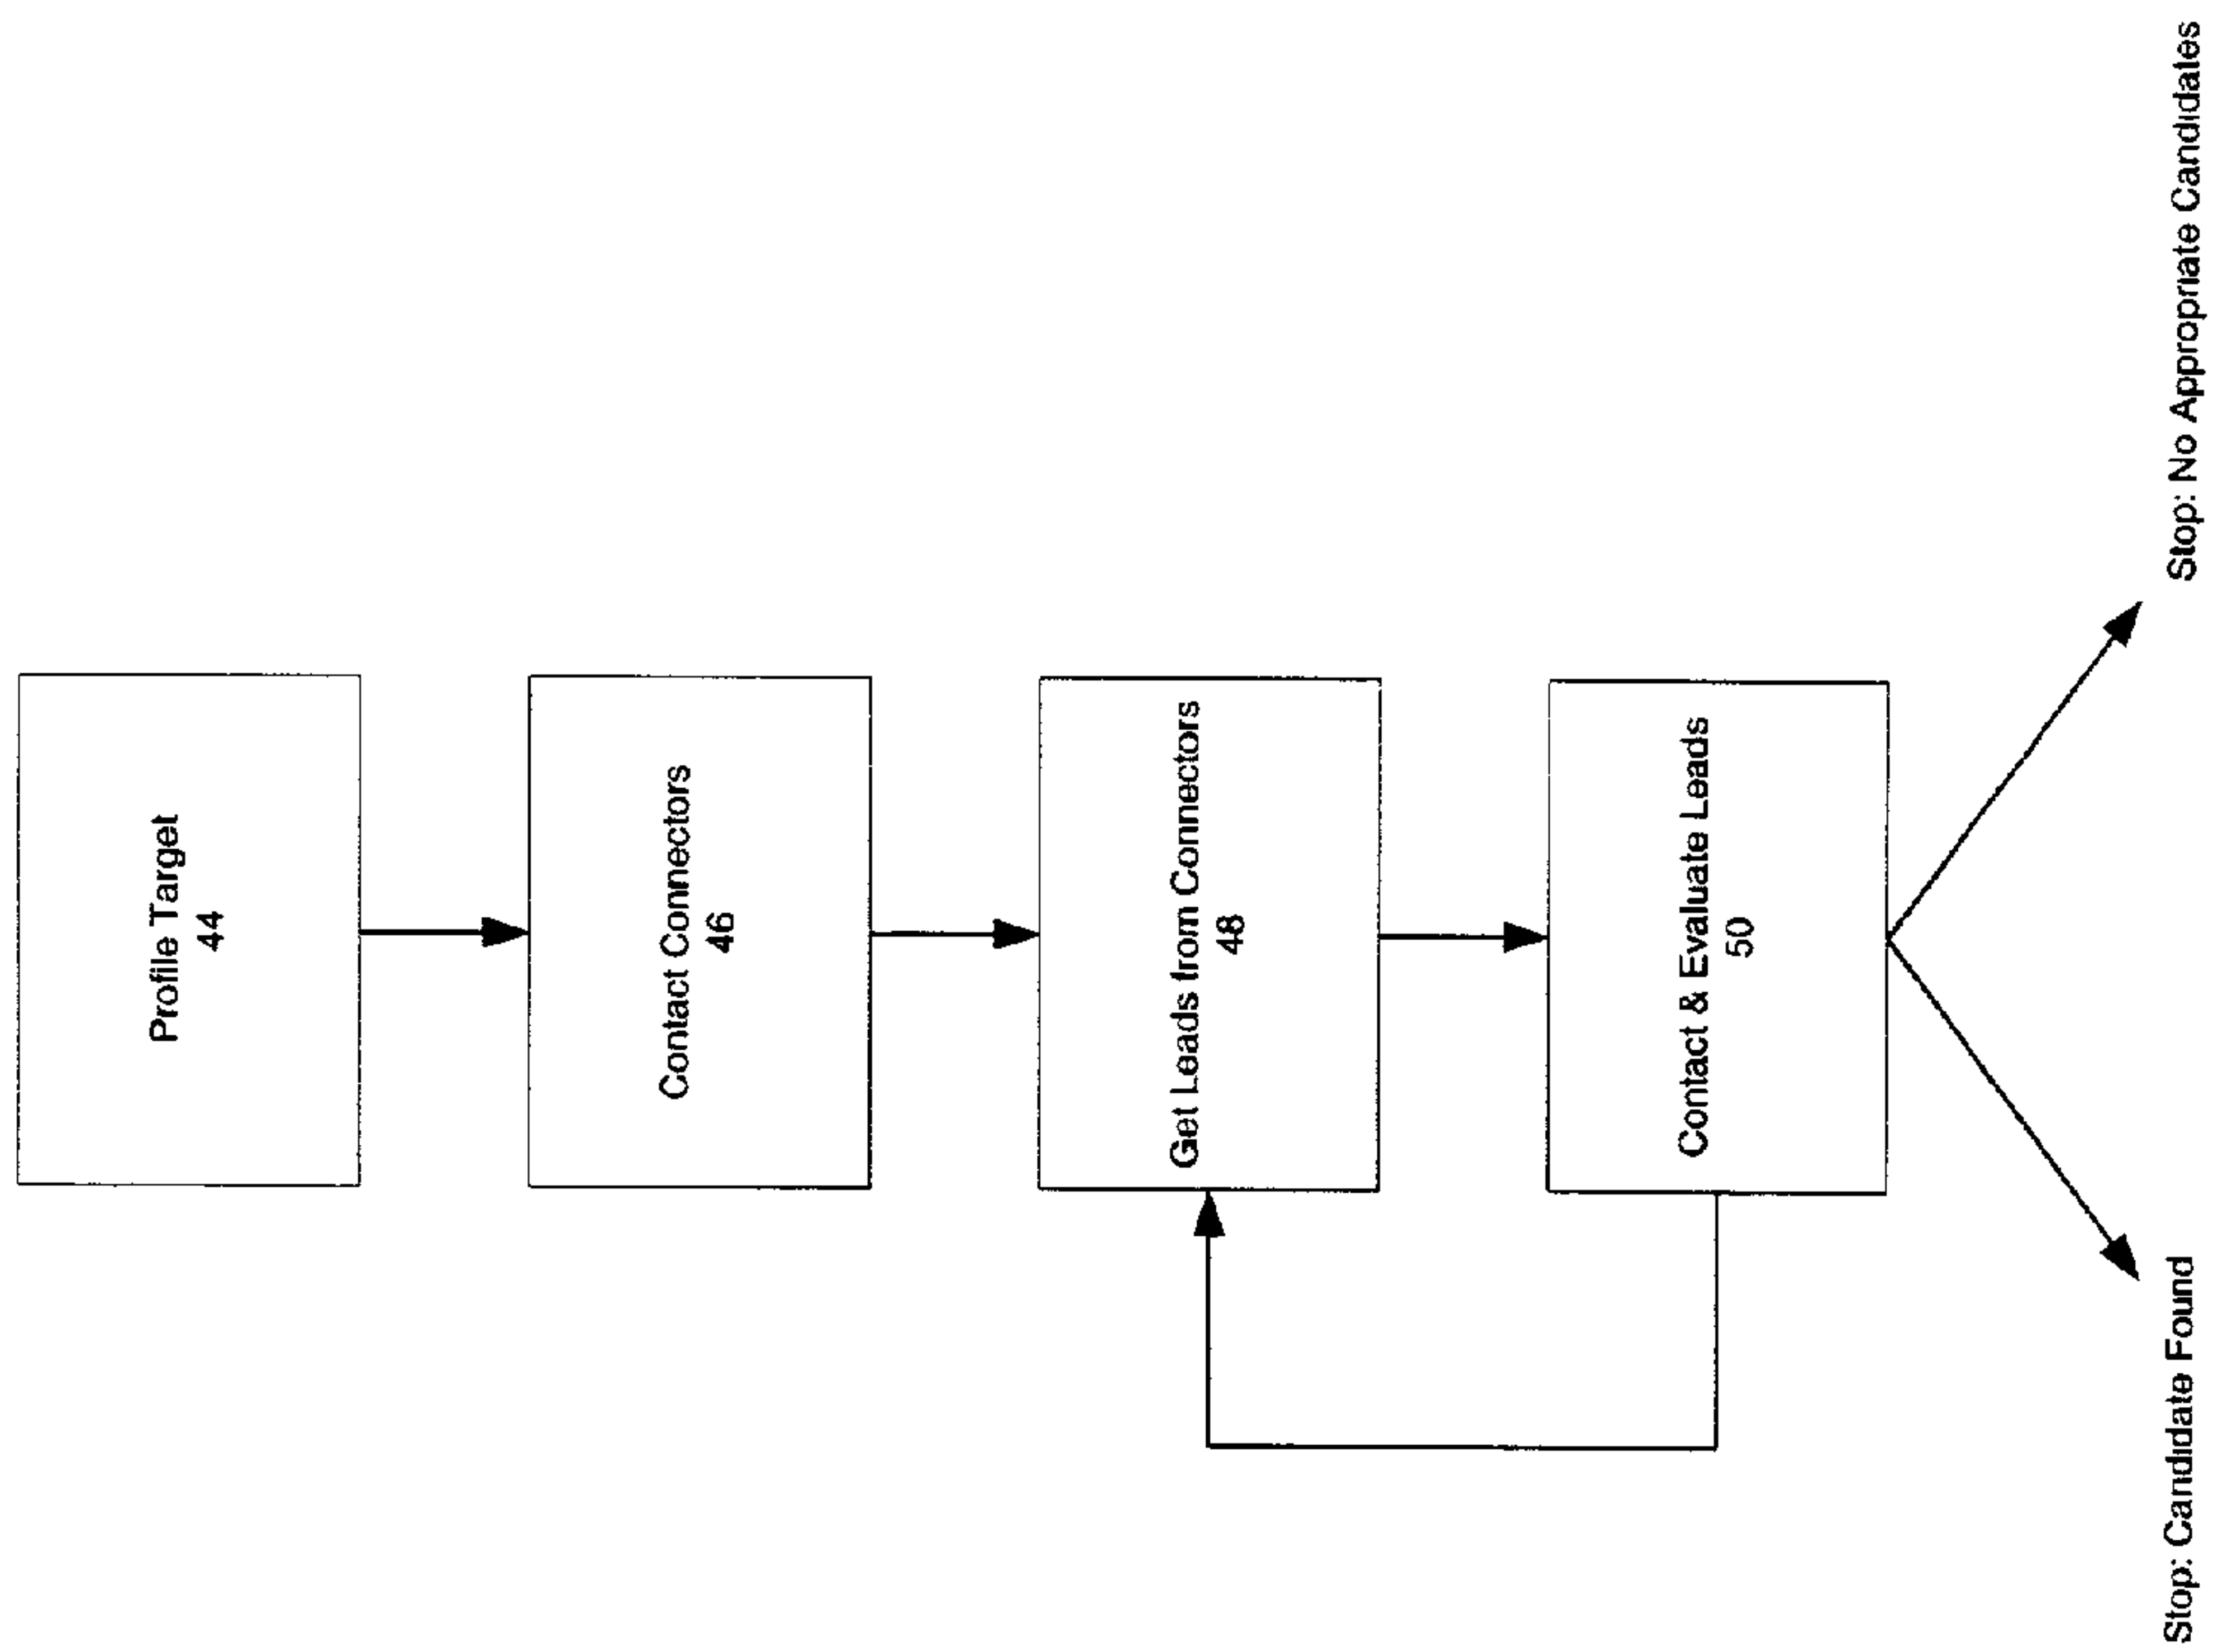 Profile Target
44
Contact Connectors
46
Get Leads from Connectors
48
Contact & Evaluate Leads
50
Stop: Candidate Found
Stop: No Appropriate Candidates